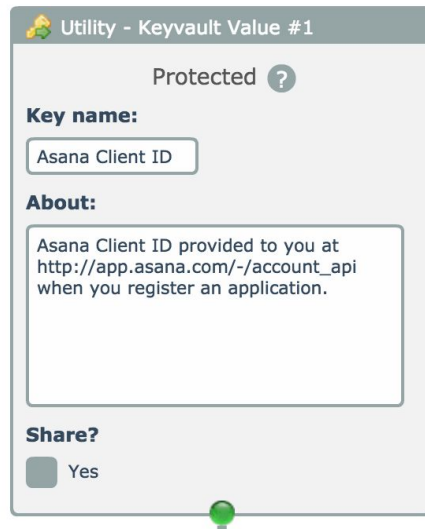 Utility - Keyvault Value #1
Protected ?
Key name:
Asana Client ID
About:
Asana Client ID provided to you at
http://app.asana.com/-/account_api
when you register an application.
Share?
Yes